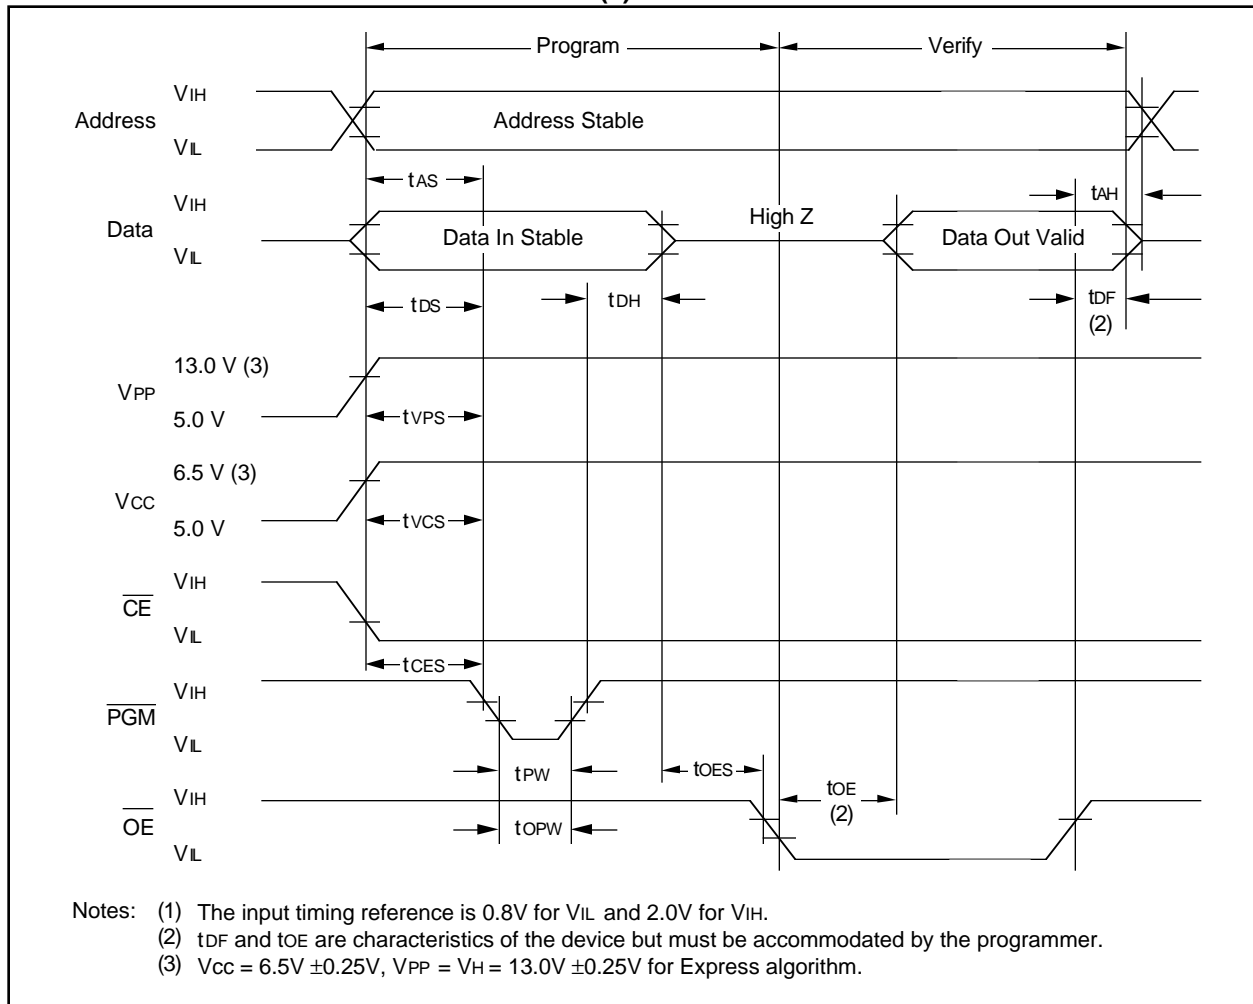 Program
Verify
Address
VIH
VIL
Address Stable
tAS
tAH
Data
VIH
VIL
Data In Stable
High Z
Data Out Valid
tDS
tDH
tDF
(2)
VPP
13.0 V (3)
5.0 V
tVPS
VCC
6.5 V (3)
5.0 V
tVCS
CE
VIH
VIL
tCES
PGM
VIH
VIL
tPW
tOES
tOE
(2)
OE
VIH
VIL
tOPW
Notes: (1) The input timing reference is 0.8V for VIL and 2.0V for VIH.
(2) tDF and tOE are characteristics of the device but must be accommodated by the programmer.
(3) Vcc = 6.5V ±0.25V, VPP = VH = 13.0V ±0.25V for Express algorithm.